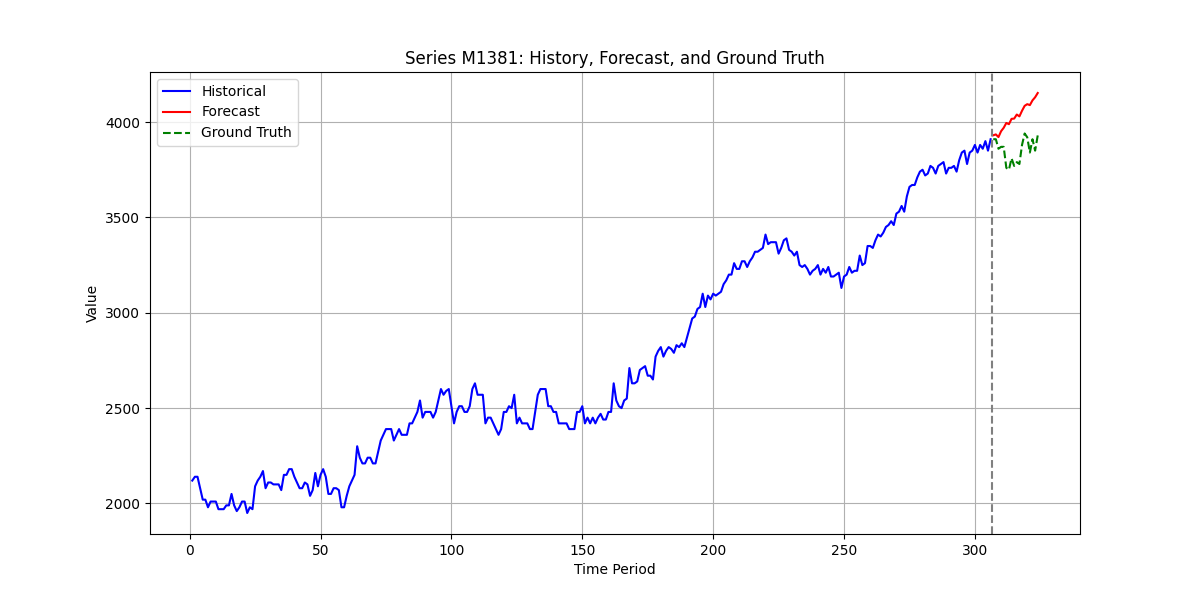 Series M1381: History, Forecast, and Ground Truth
Historical
Forecast
Ground Truth
4000
3500
3000
2500
2000
Value
0 50 100 150 200 250 300
Time Period